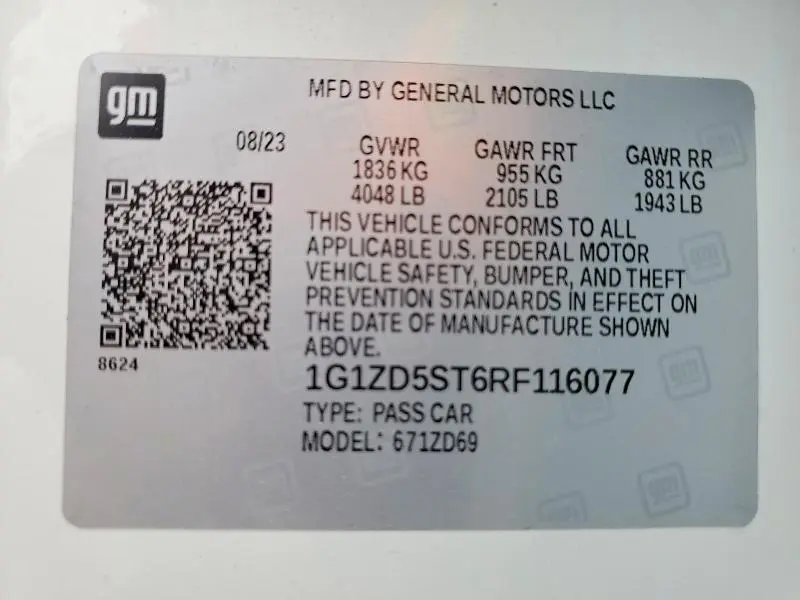 gm
MFD BY GENERAL MOTORS LLC
08/23
GVWR
1836 KG
4048 LB
GAWR FRT
955 KG
2105 LB
GAWR RR
881 KG
1943 LB
THIS VEHICLE CONFORMS TO ALL
APPLICABLE U.S. FEDERAL MOTOR
VEHICLE SAFETY, BUMPER, AND THEFT
PREVENTION STANDARDS IN EFFECT ON
THE DATE OF MANUFACTURE SHOWN
ABOVE.
8624
1G1ZD5ST6RF116077
TYPE: PASS CAR
MODEL: 671ZD69